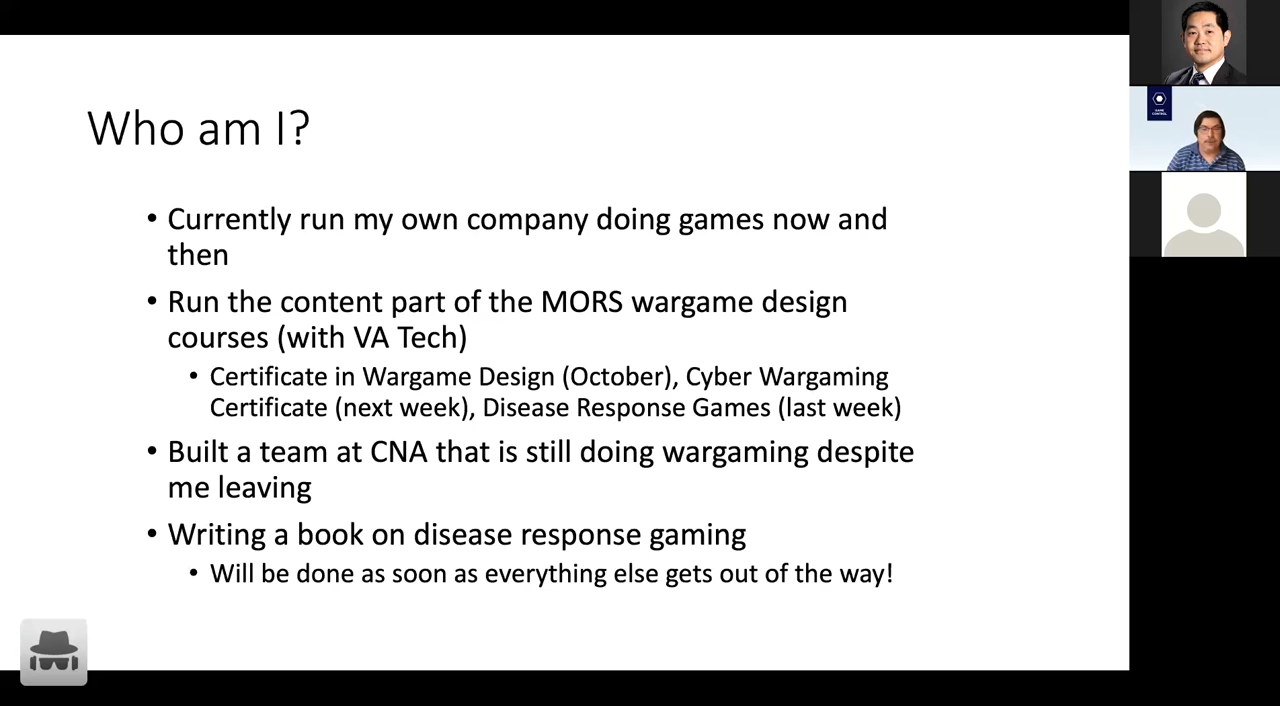 Who am I?
• Currently run my own company doing games now and
then
• Run the content part of the MORS wargame design
courses (with VA Tech)
• Certificate in Wargame Design (October), Cyber Wargaming
Certificate (next week), Disease Response Games (last week)
• Built a team at CNA that is still doing wargaming despite
me leaving
• Writing a book on disease response gaming
• Will be done as soon as everything else gets out of the way!
GAME
CONTROL